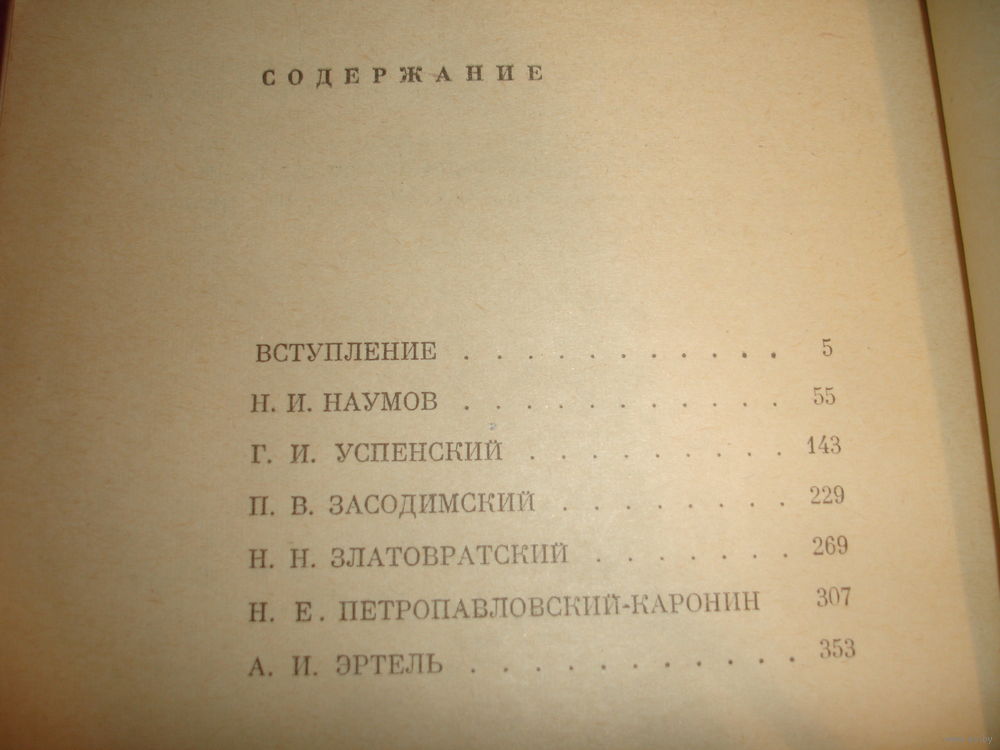 СОДЕРЖАНИЕ
ВСТУПЛЕНИЕ . . . . . . . . . . . 5
Н. И. НАУМОВ . . . . . . . . . . . 55
Г. И. УСПЕНСКИЙ . . . . . . . . . 143
П. В. ЗАСОДИМСКИЙ . . . . . . . . 229
Н. Н. ЗЛАТОВРАТСКИЙ . . . . . . . 269
Н. Е. ПЕТРОПАВЛОВСКИЙ-КАРОНИН 307
А. И. ЭРТЕЛЬ . . . . . . . . . . . 353